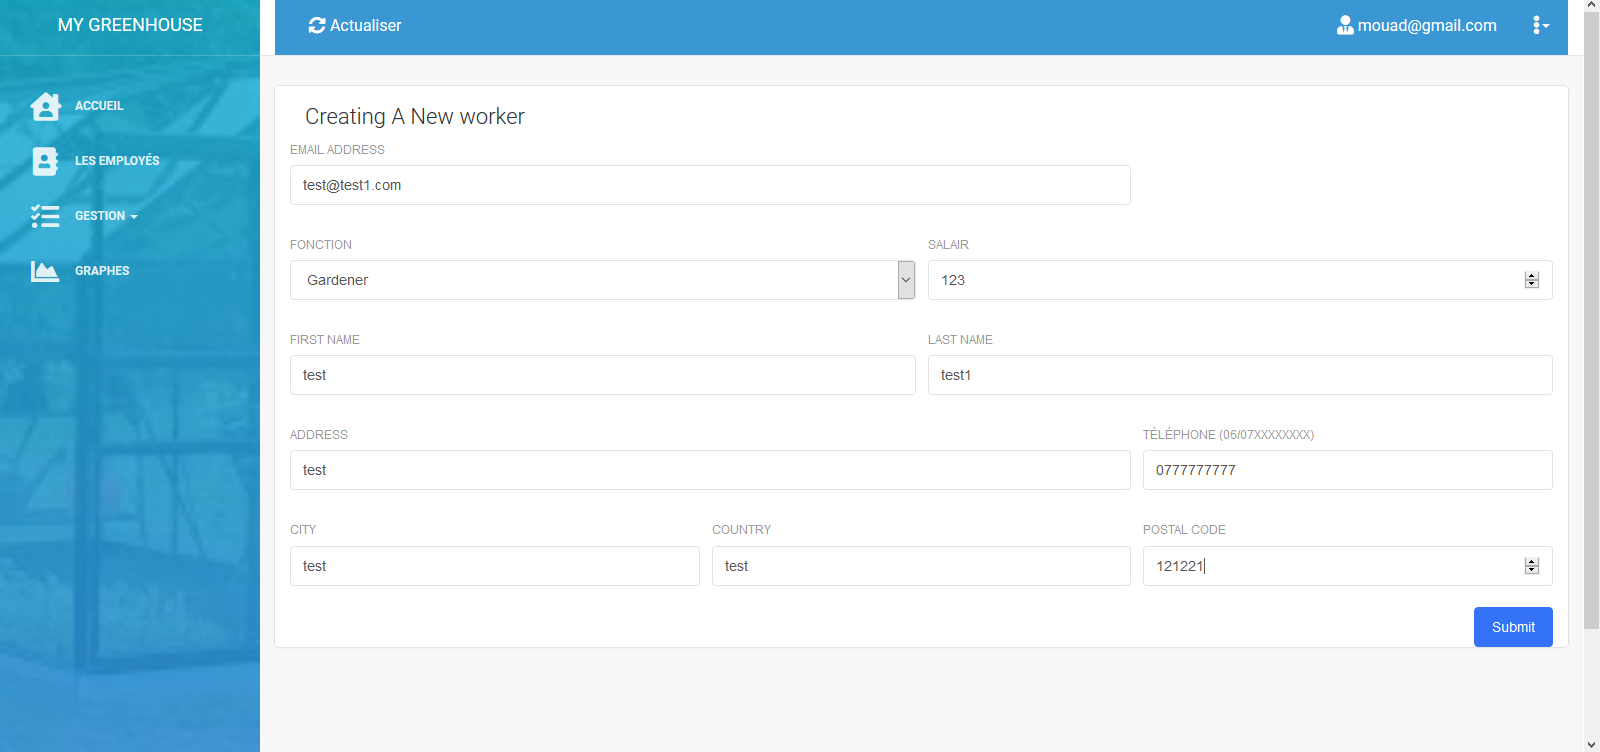 MY GREENHOUSE
Actualiser
mouad@gmail.com
ACCUEIL
LES EMPLOYÉS
GESTION
GRAPHES
Creating A New worker
EMAIL ADDRESS
test@test1.com
FONCTION
SALAIR
Gardener
123
FIRST NAME
LAST NAME
test
test1
ADDRESS
TÉLÉPHONE (06/07XXXXXXXX)
test
0777777777
CITY
COUNTRY
POSTAL CODE
test
test
121221
Submit